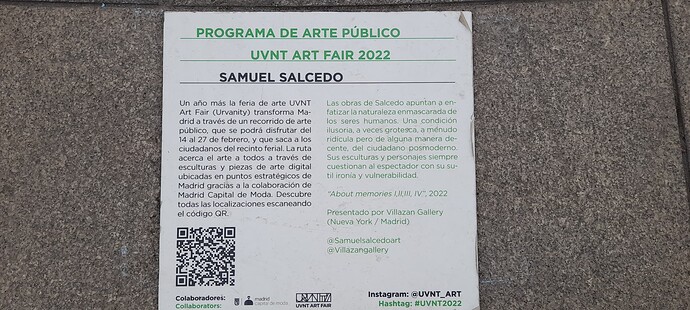 PROGRAMA DE ARTE PÚBLICO
UVNT ART FAIR 2022
SAMUEL SALCEDO
Un año más la feria de arte UVNT
Art Fair (Urvanity) transforma Ma-
drid a través de un recorrido de arte
público, que se podrá disfrutar del
14 al 27 de febrero, y que saca a los
ciudadanos del recinto ferial. La ruta
acerca el arte a todos a través de
esculturas y piezas de arte digital
ubicadas en puntos estratégicos de
Madrid gracias a la colaboración de
Madrid Capital de Moda. Descubre
todas las localizaciones escaneando
el código QR.
Las obras de Salcedo apuntan a en-
fatizar la naturaleza enmascarada de
los seres humanos. Una condición
ilusoria, a veces grotesca, a menudo
ridícula pero de alguna manera de-
cente, del ciudadano posmoderno.
Sus esculturas y personajes siempre
cuestionan al espectador con su su-
til ironía y vulnerabilidad.
"About memories I,II,III, IV", 2022
Presentado por Villazan Gallery
(Nueva York / Madrid)
@Samuelsalcedoart
@Villazangallery
Colaboradores:
Collaborators:
madrid
capital de moda
UVNT
UVNT ART FAIR
Instagram: @UVNT_ART
Hashtag: #UVNT2022